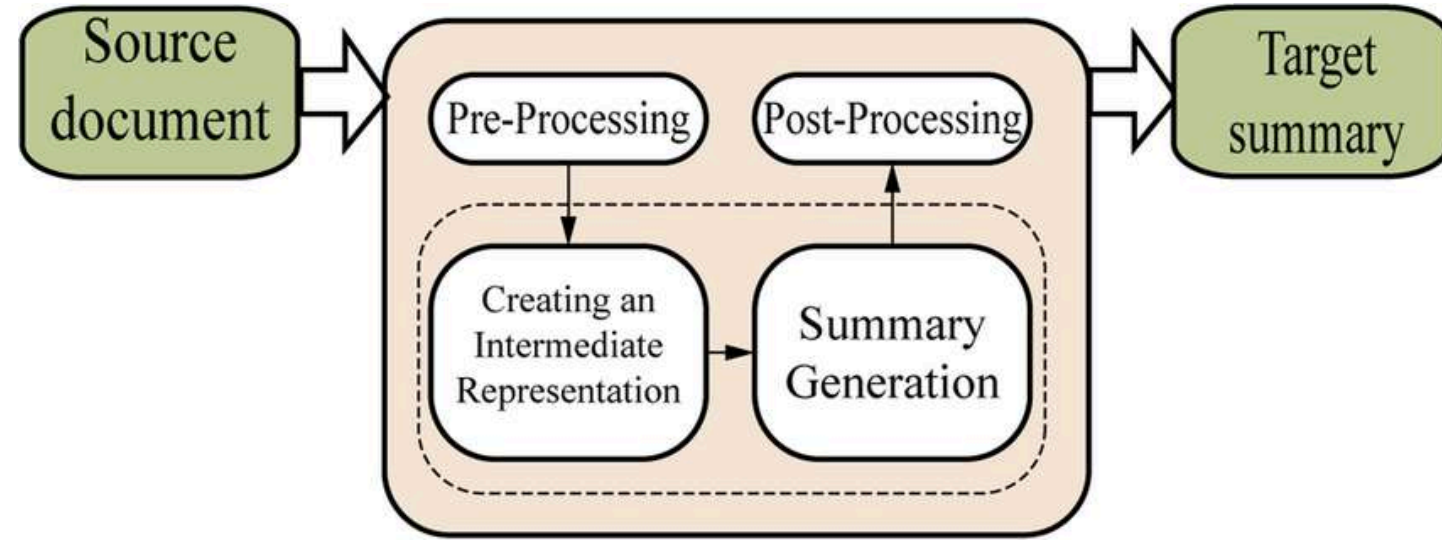 Source
document
Pre-Processing
Post-Processing
Target
summary
Creating an
Intermediate
Representation
Summary
Generation